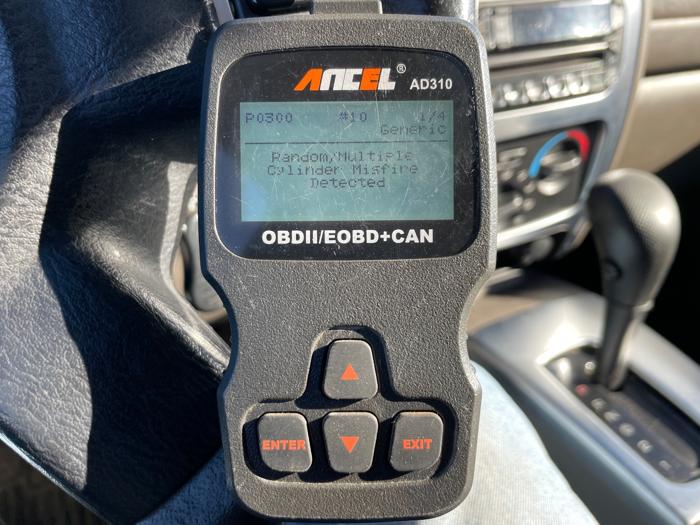 ANCEL® AD310
P0300 #10 1/4
Generic
Random/Multiple
Cylinder Misfire
Detected
OBDII/EOBD+CAN
ENTER EXIT